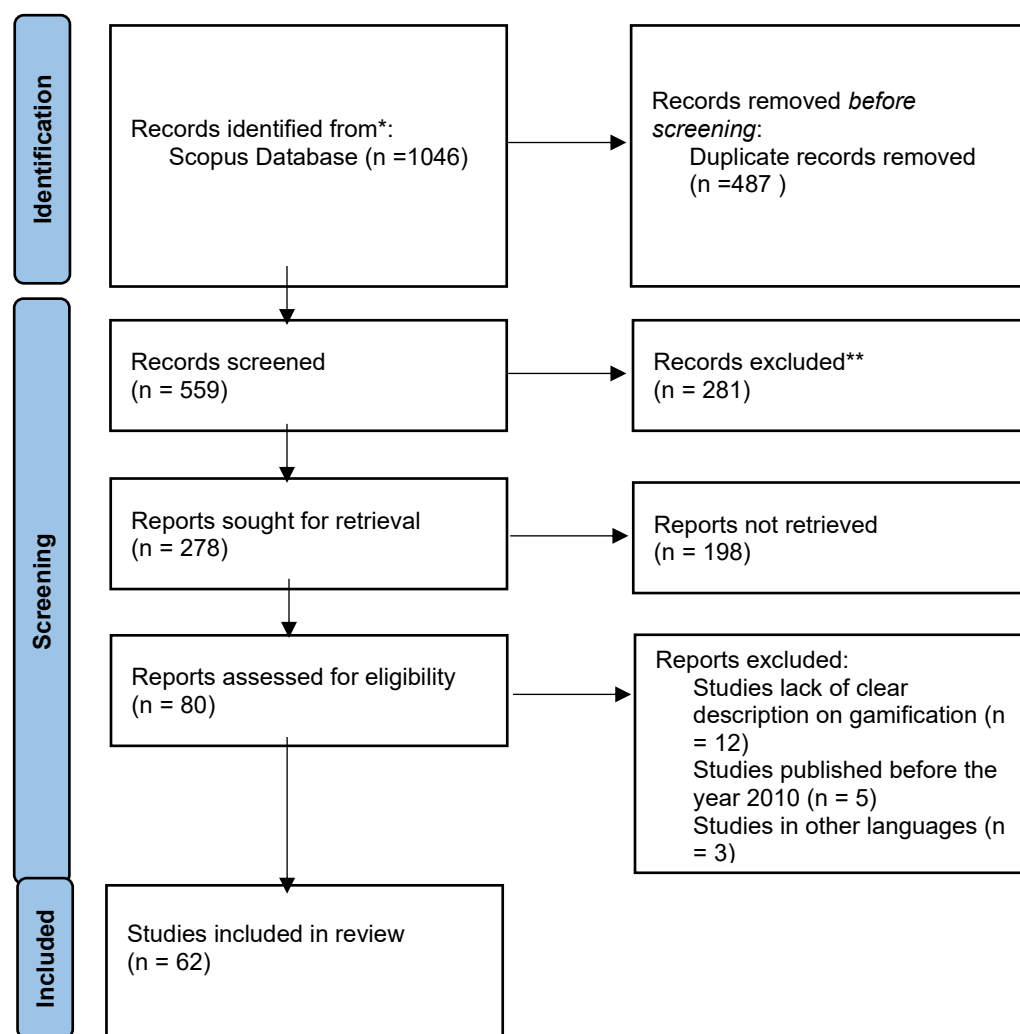 Identification
Records identified from*:
Scopus Database (n =1046)
Records removed before
screening:
Duplicate records removed
(n =487 )
Screening
Records screened
(n = 559)
Records excluded**
(n = 281)
Reports sought for retrieval
(n = 278)
Reports not retrieved
(n = 198)
Reports assessed for eligibility
(n = 80)
Reports excluded:
Studies lack of clear
description on gamification (n
= 12)
Studies published before the
year 2010 (n = 5)
Studies in other languages (n
= 3)
Included
Studies included in review
(n = 62)